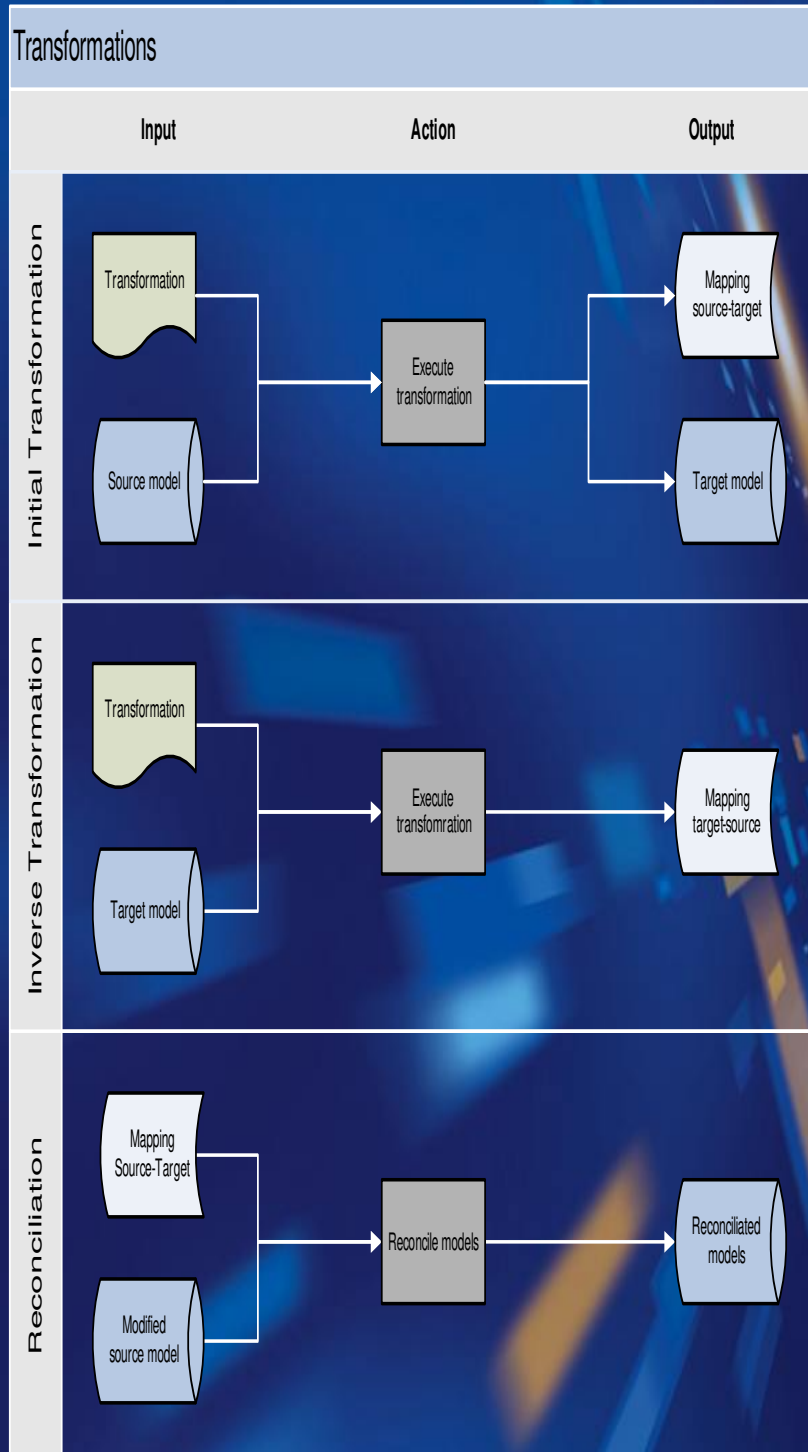 Transformations
Input
Action
Output
Initial Transformation
Transformation
Source model
Execute
transformation
Mapping
source-target
Target model
Inverse Transformation
Transformation
Target model
Execute
transfomration
Mapping
target-source
Reconciliation
Mapping
Source-Target
Modified
source model
Reconcile models
Reconciliated
models